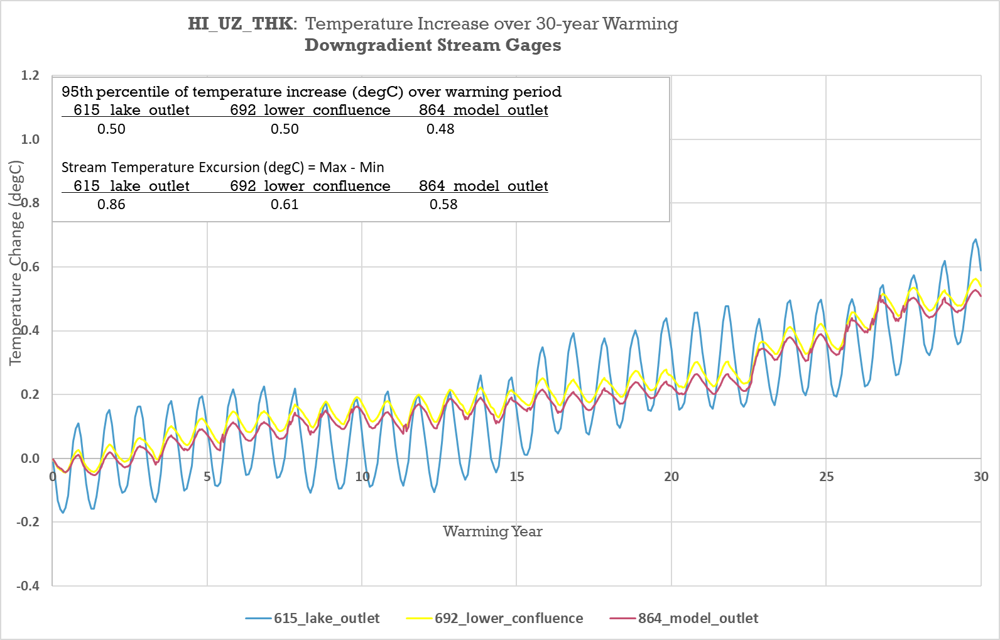 HI_UZ_THK: Temperature Increase over 30-year Warming
Downgradient Stream Gages
95th percentile of temperature increase (degC) over warming period
615_lake_outlet 692_lower_confluence 864_model_outlet
0.50 0.50 0.48
Stream Temperature Excursion (degC) = Max - Min
615_lake_outlet 692_lower_confluence 864_model_outlet
0.86 0.61 0.58
Temperature Change (degC)
1.2
1.0
0.8
0.6
0.4
0.2
0.0
-0.2
-0.4
0 5 10 15 20 25 30
Warming Year
615_lake_outlet 692_lower_confluence 864_model_outlet